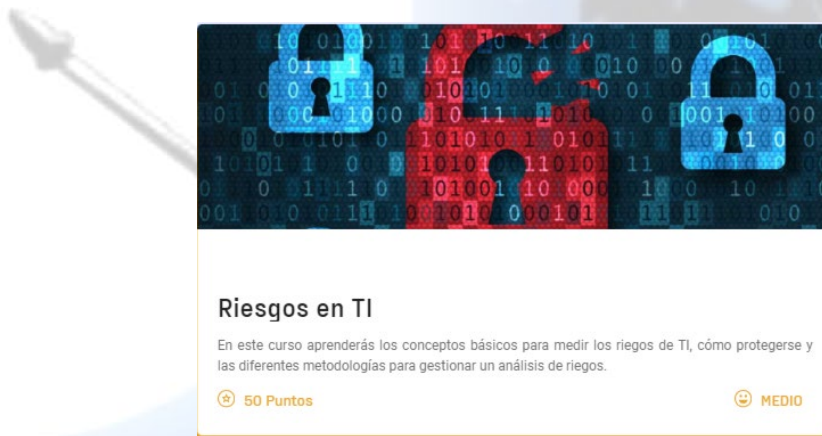 Riesgos en TI
En este curso aprenderás los conceptos básicos para medir los riegos de TI, cómo protegerse y
las diferentes metodologías para gestionar un análisis de riegos.
50 Puntos
MEDIO